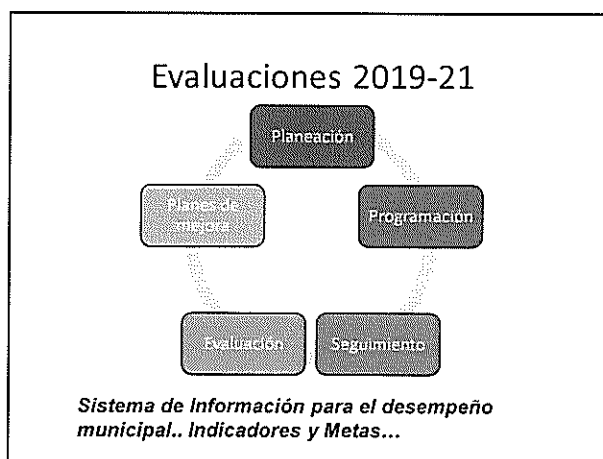 Evaluaciones 2019-21
Planeación
Programación
Seguimiento
Evaluación
Planes de
mejora
Sistema de Información para el desempeño
municipal.. Indicadores y Metas...